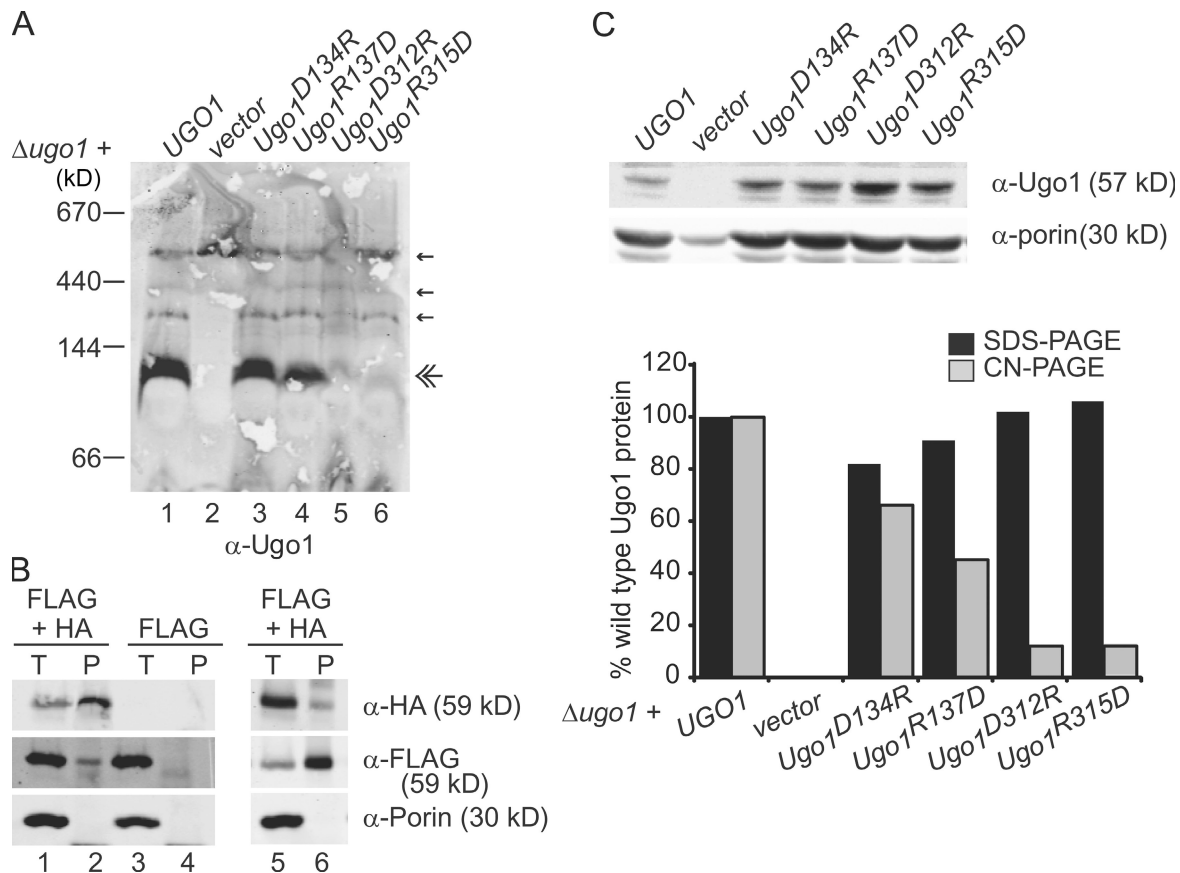 A
Δugo1 +
UGO1
vector
Ugo1D134R
Ugo1R137D
Ugo1D312R
Ugo1R315D
(kD)
670
440
144
66
1 2 3 4 5 6
α-Ugo1
B
FLAG + HA
FLAG
FLAG + HA
T P T P T P
α-HA (59 kD)
α-FLAG
(59 kD)
α-Porin (30 kD)
1 2 3 4 5 6
C
UGO1
vector
Ugo1D134R
Ugo1R137D
Ugo1D312R
Ugo1R315D
α-Ugo1 (57 kD)
α-porin(30 kD)
SDS-PAGE
CN-PAGE
% wild type Ugo1 protein
120
100
80
60
40
20
0
Δugo1 +
UGO1
vector
Ugo1D134R
Ugo1R137D
Ugo1D312R
Ugo1R315D